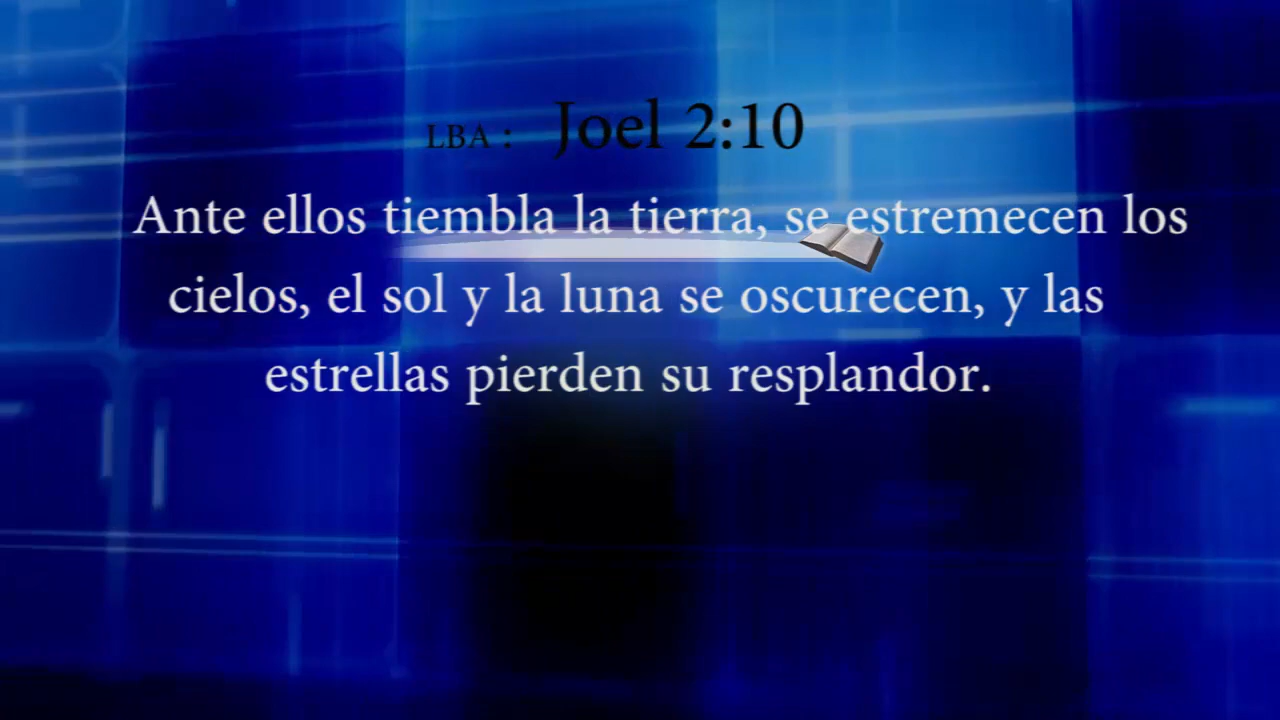 LBA : Joel 2:10
Ante ellos tiembla la tierra, se estremecen los
cielos, el sol y la luna se oscurecen, y las
estrellas pierden su resplandor.